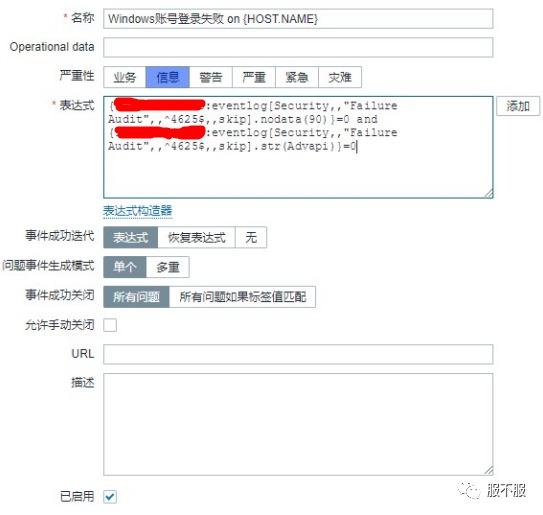 * 名称 Windows账号登录失败 on {HOST.NAME}
Operational data
严重性 业务 信息 警告 严重 紧急 灾难
* 表达式 { :eventlog[Security,,"Failure 添加
Audit",,^4625$,,skip].nodata(90)}=0 and
{ :eventlog[Security,,"Failure
Audit",,^4625$,,skip].str(Advapi)}=0
表达式构造器
事件成功迭代 表达式 恢复表达式 无
问题事件生成模式 单个 多重
事件成功关闭 所有问题 所有问题如果标签值匹配
允许手动关闭
URL
描述
已启用
服不服